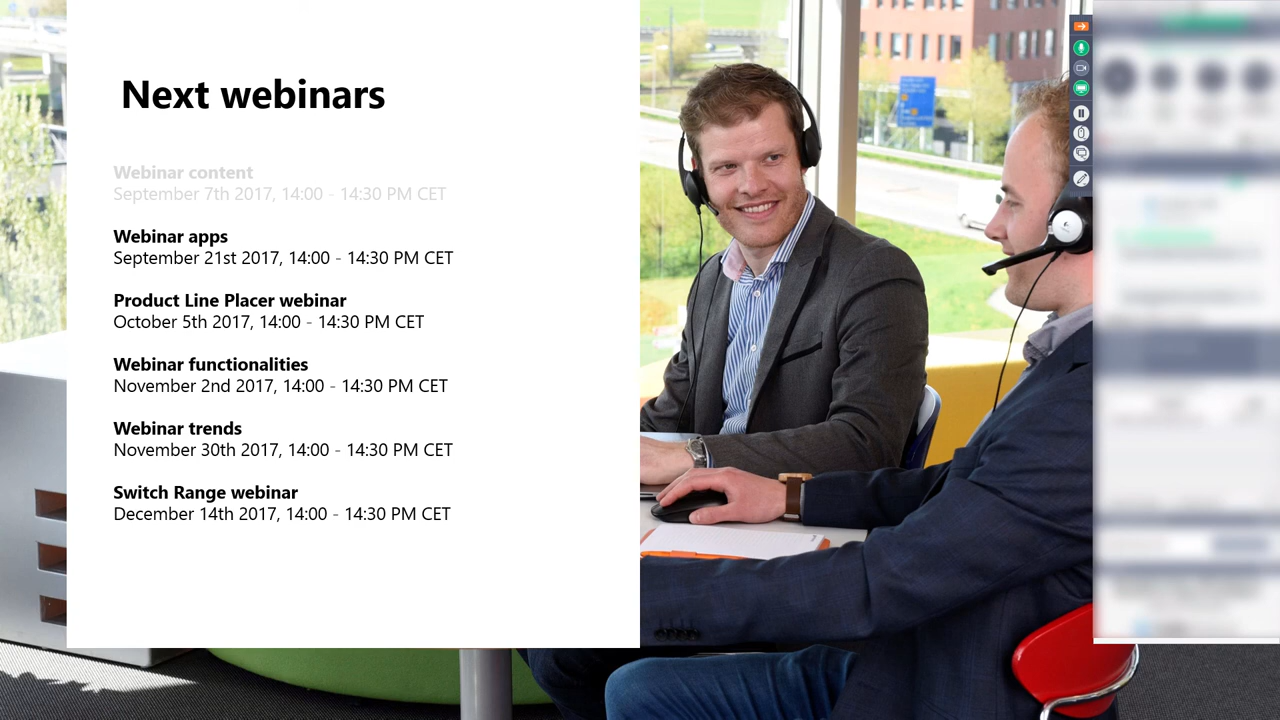 Next webinars
Webinar content
September 7th 2017, 14:00 - 14:30 PM CET
Webinar apps
September 21st 2017, 14:00 - 14:30 PM CET
Product Line Placer webinar
October 5th 2017, 14:00 - 14:30 PM CET
Webinar functionalities
November 2nd 2017, 14:00 - 14:30 PM CET
Webinar trends
November 30th 2017, 14:00 - 14:30 PM CET
Switch Range webinar
December 14th 2017, 14:00 - 14:30 PM CET